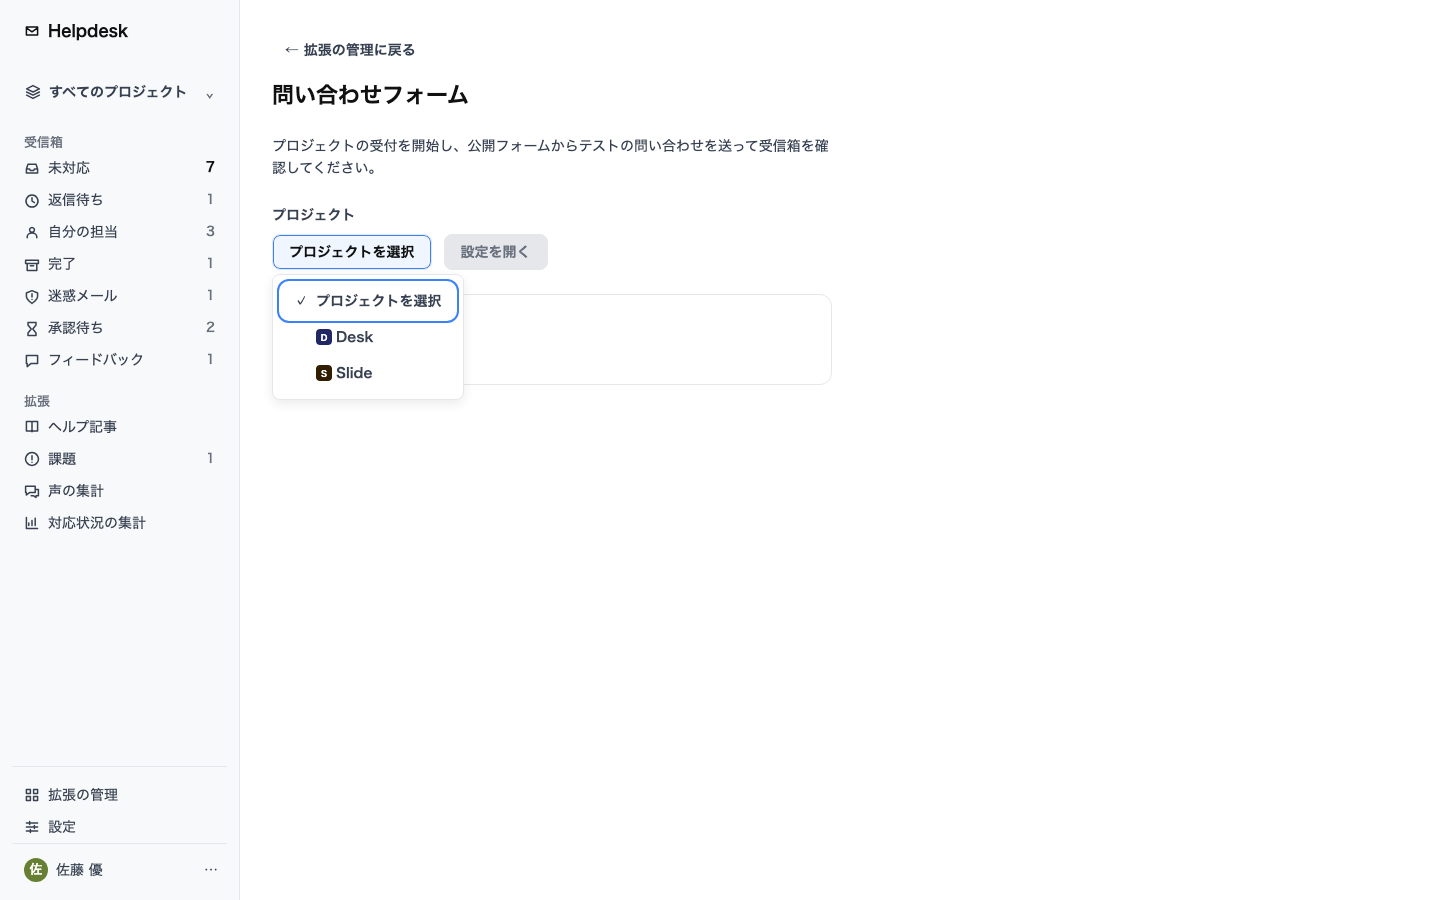 Helpdesk
すべてのプロジェクト
受信箱
未対応 7
返信待ち 1
自分の担当 3
完了 1
迷惑メール 1
承認待ち 2
フィードバック 1
拡張
ヘルプ記事
課題 1
声の集計
対応状況の集計
拡張の管理
設定
佐 佐藤 優 …
← 拡張の管理に戻る
問い合わせフォーム
プロジェクトの受付を開始し、公開フォームからテストの問い合わせを送って受信箱を確
認してください。
プロジェクト
プロジェクトを選択 設定を開く
✓ プロジェクトを選択
D Desk
S Slide